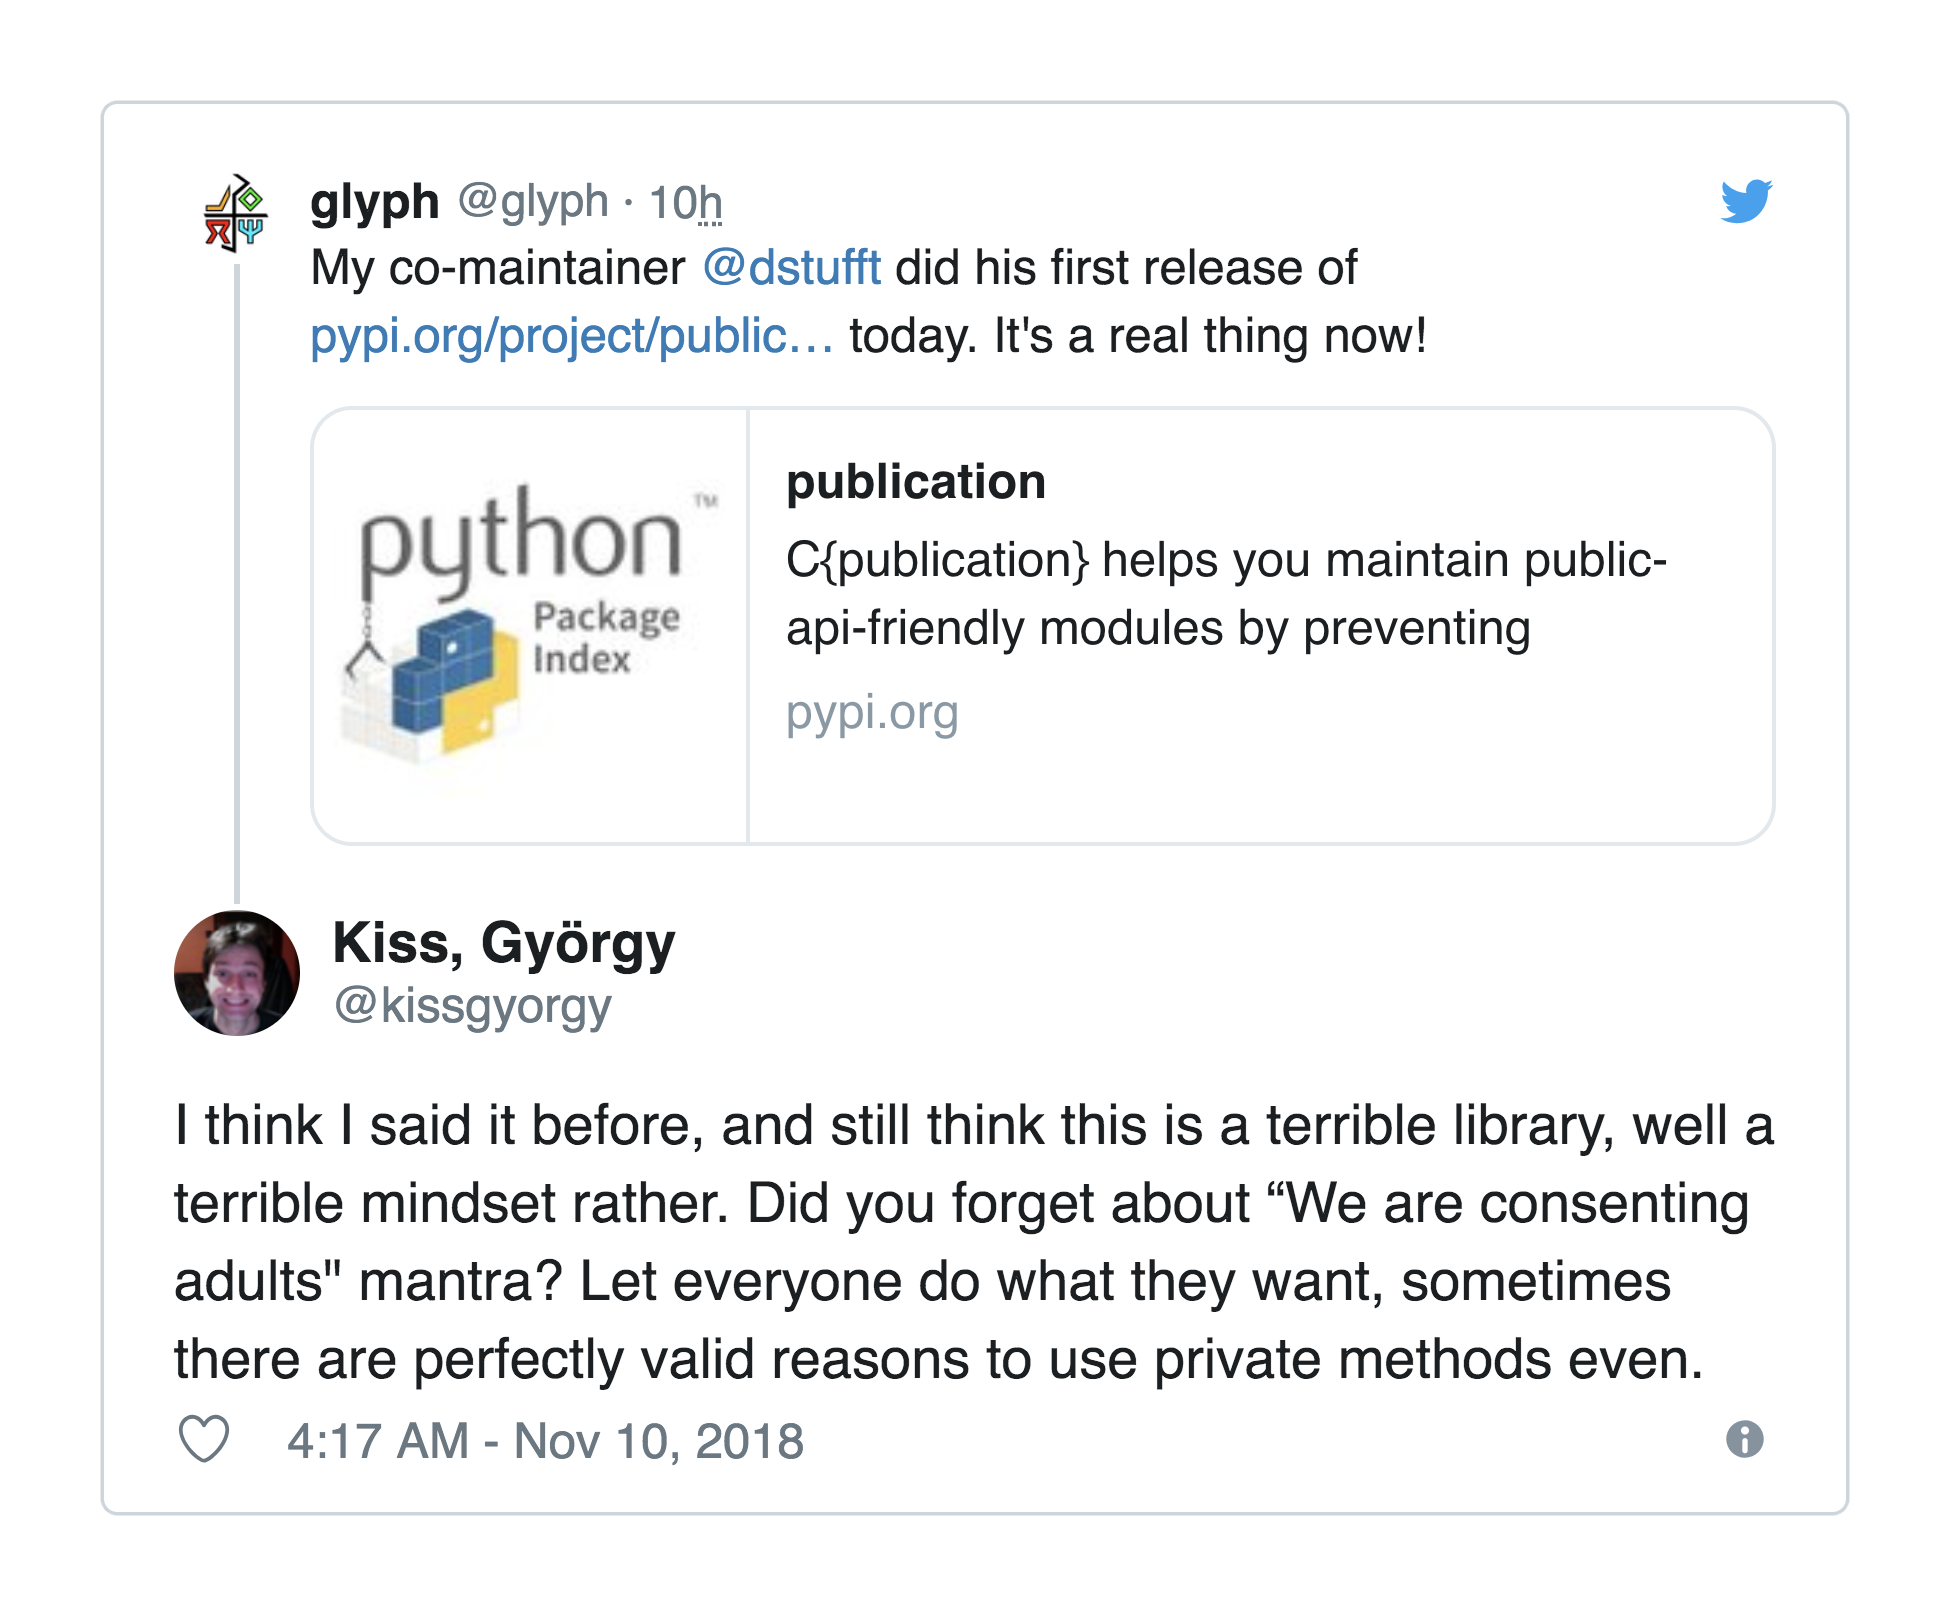 glyph @glyph · 10h
My co-maintainer @dstufft did his first release of
pypi.org/project/public… today. It's a real thing now!
python ™
Package
Index
publication
C{publication} helps you maintain public-
api-friendly modules by preventing
pypi.org
Kiss, György
@kissgyorgy
I think I said it before, and still think this is a terrible library, well a
terrible mindset rather. Did you forget about “We are consenting
adults" mantra? Let everyone do what they want, sometimes
there are perfectly valid reasons to use private methods even.
4:17 AM - Nov 10, 2018